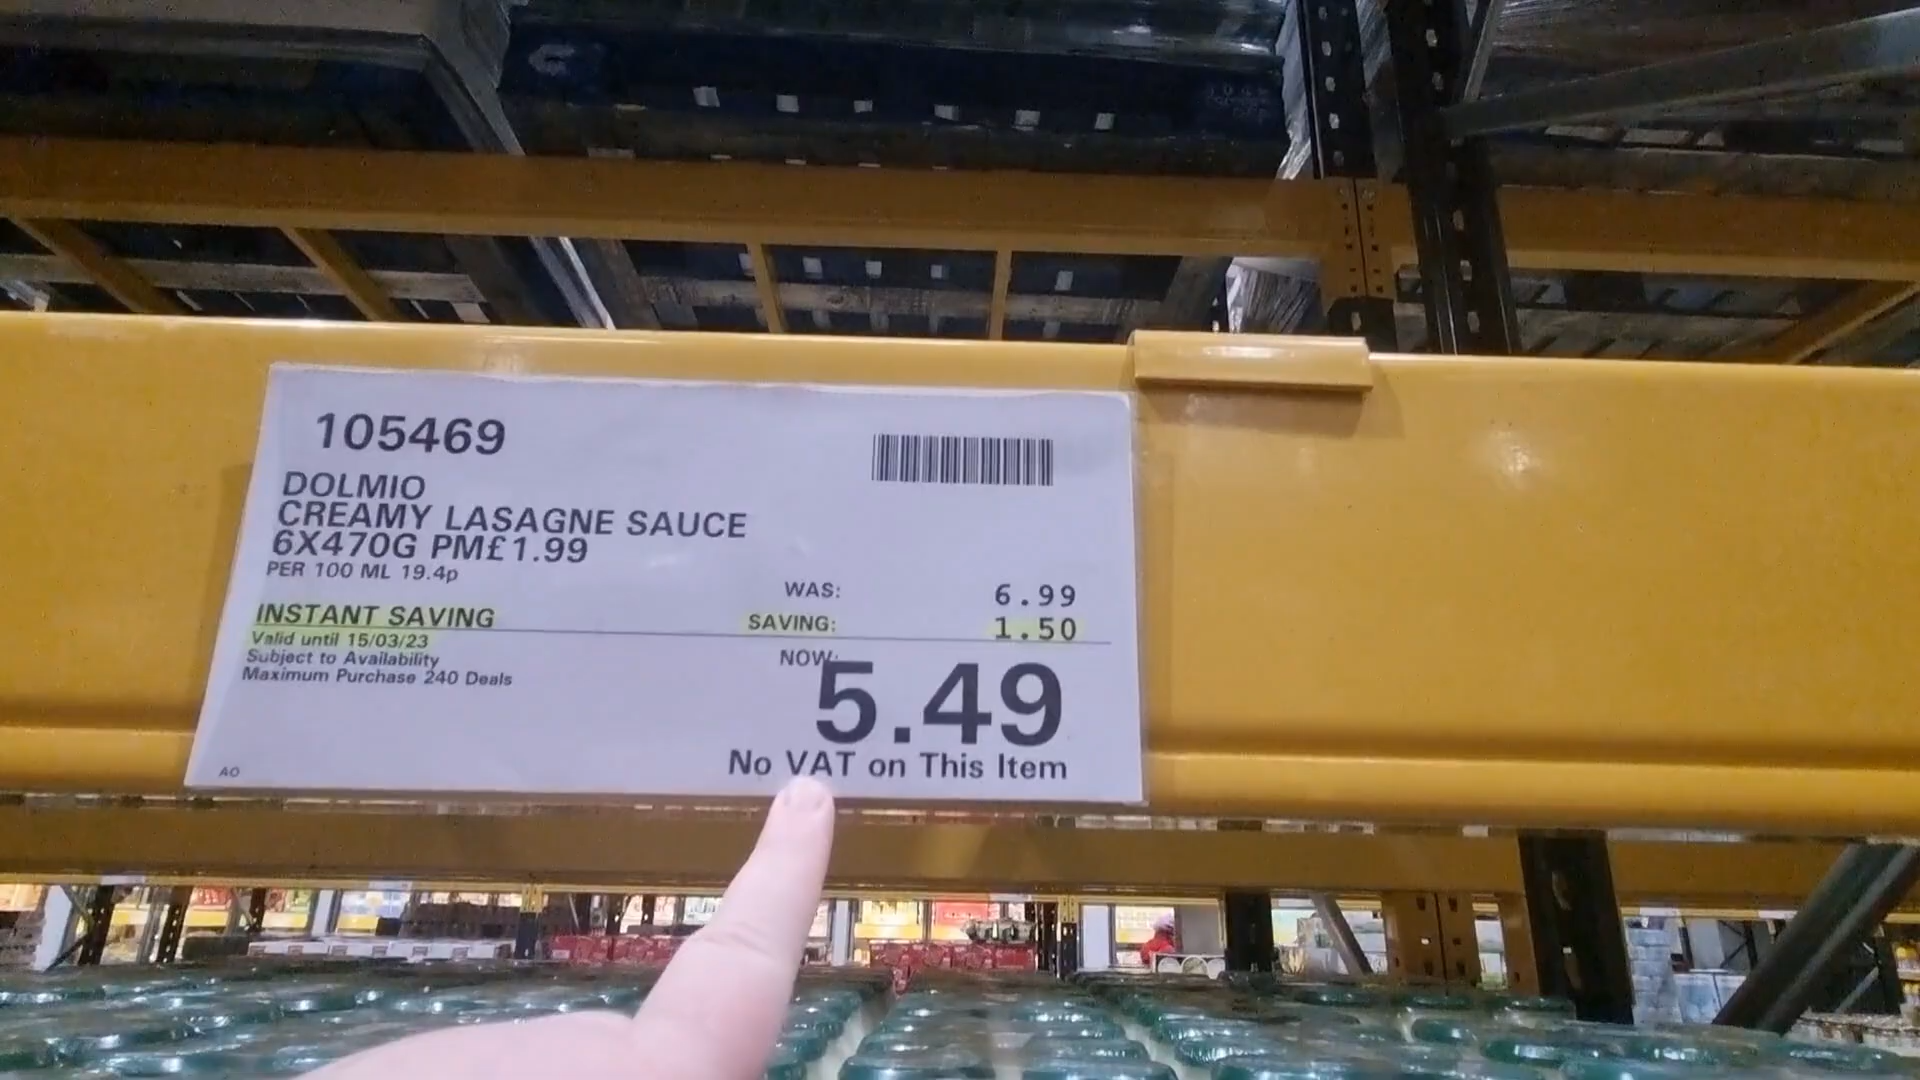 105469
DOLMIO
CREAMY LASAGNE SAUCE
6X470G PM£1.99
PER 100 ML 19.4p
WAS: 6.99
INSTANT SAVING SAVING: 1.50
Valid until 15/03/23
Subject to Availability NOW:
Maximum Purchase 240 Deals
5.49
No VAT on This Item
AO